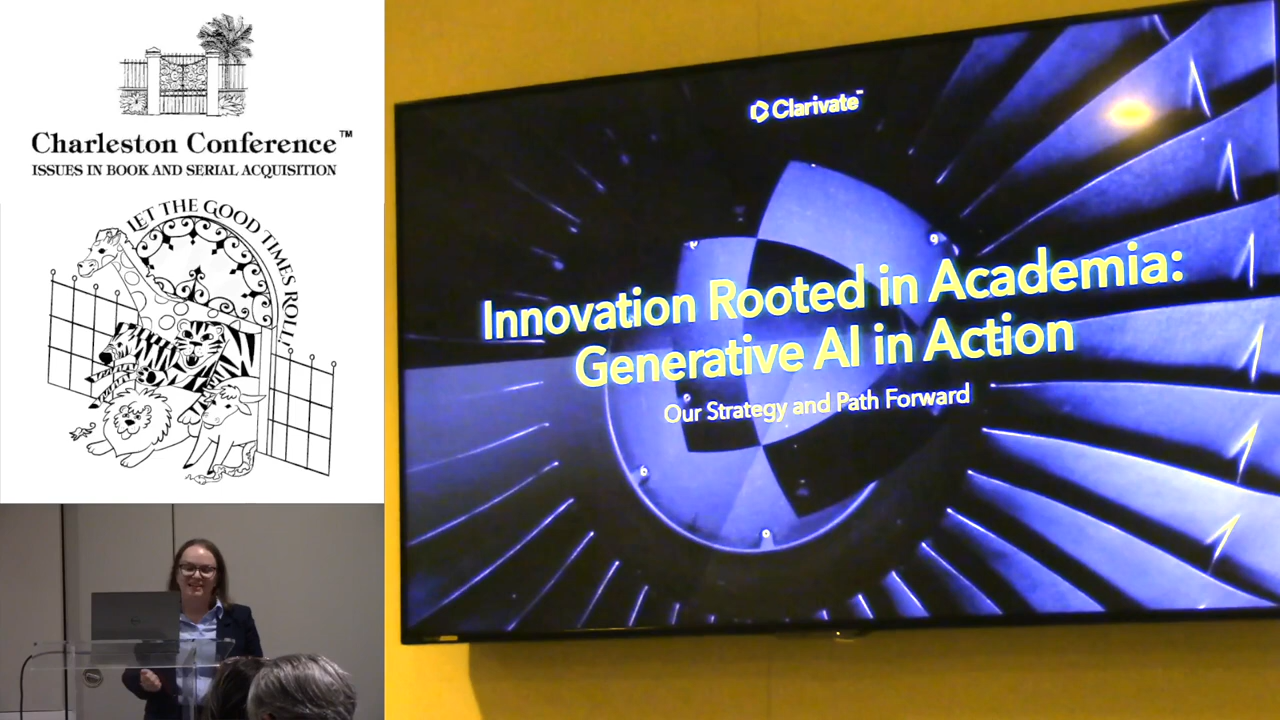 Charleston Conference™
ISSUES IN BOOK AND SERIAL ACQUISITION
LET THE GOOD TIMES ROLL!
Clarivate™
Innovation Rooted in Academia:
Generative AI in Action
Our Strategy and Path Forward